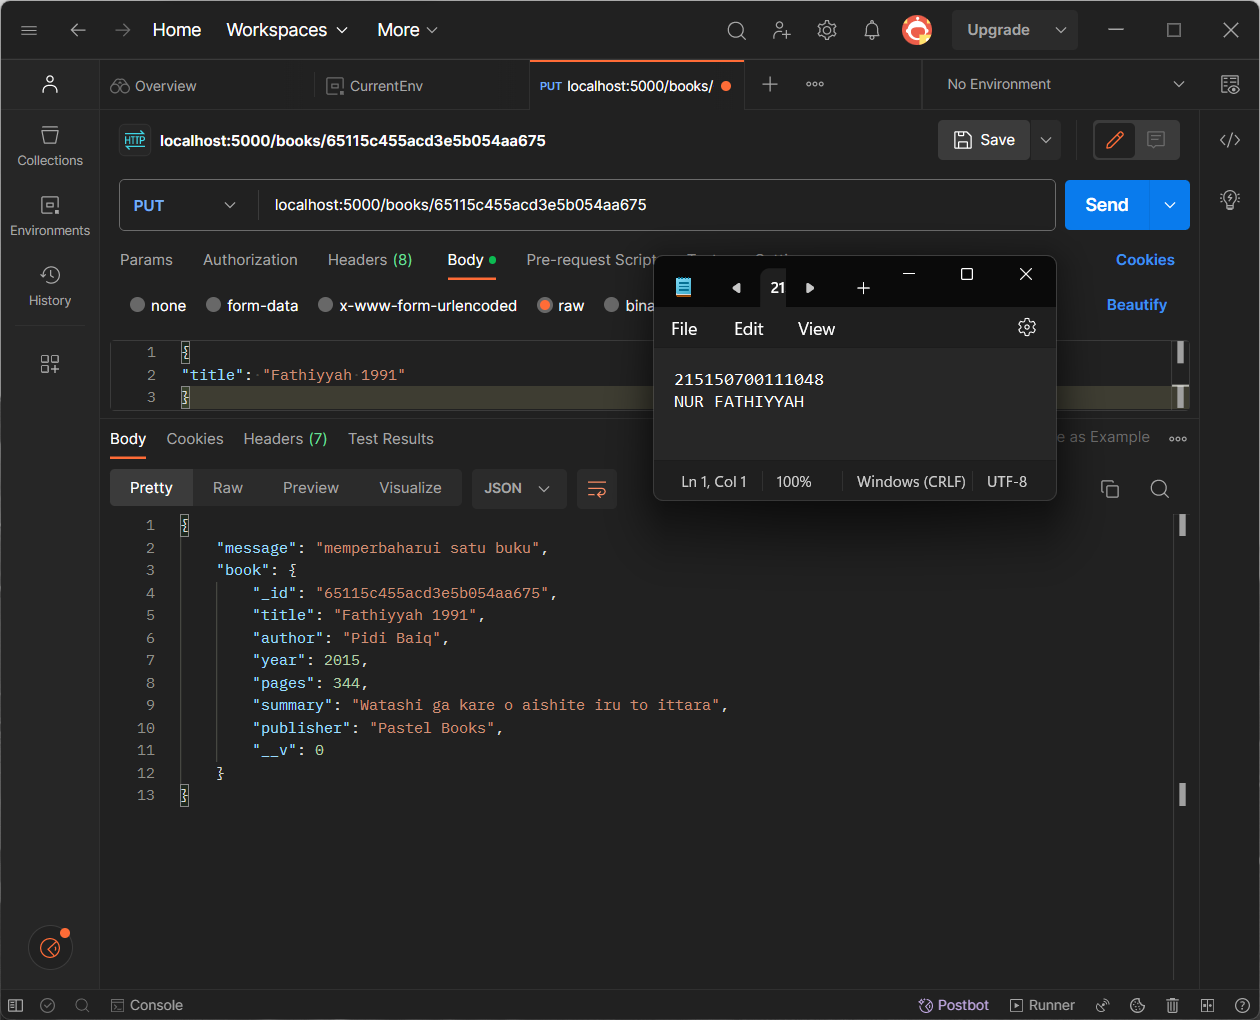 Home Workspaces More Upgrade
Overview CurrentEnv PUT localhost:5000/books/ No Environment
HTTP localhost:5000/books/65115c455acd3e5b054aa675 Save
Collections
PUT localhost:5000/books/65115c455acd3e5b054aa675 Send
Environments
Params Authorization Headers (8) Body Pre-request Script Cookies
History
none form-data x-www-form-urlencoded raw bina Beautify
1 {
2 "title": "Fathiyyah 1991"
3 }
21
File Edit View
215150700111048
NUR FATHIYYAH
Ln 1, Col 1 100% Windows (CRLF) UTF-8
Body Cookies Headers (7) Test Results e as Example
Pretty Raw Preview Visualize JSON
1 {
2 "message": "memperbaharui satu buku",
3 "book": {
4 "_id": "65115c455acd3e5b054aa675",
5 "title": "Fathiyyah 1991",
6 "author": "Pidi Baiq",
7 "year": 2015,
8 "pages": 344,
9 "summary": "Watashi ga kare o aishite iru to ittara",
10 "publisher": "Pastel Books",
11 "__v": 0
12 }
13 }
Console Postbot Runner